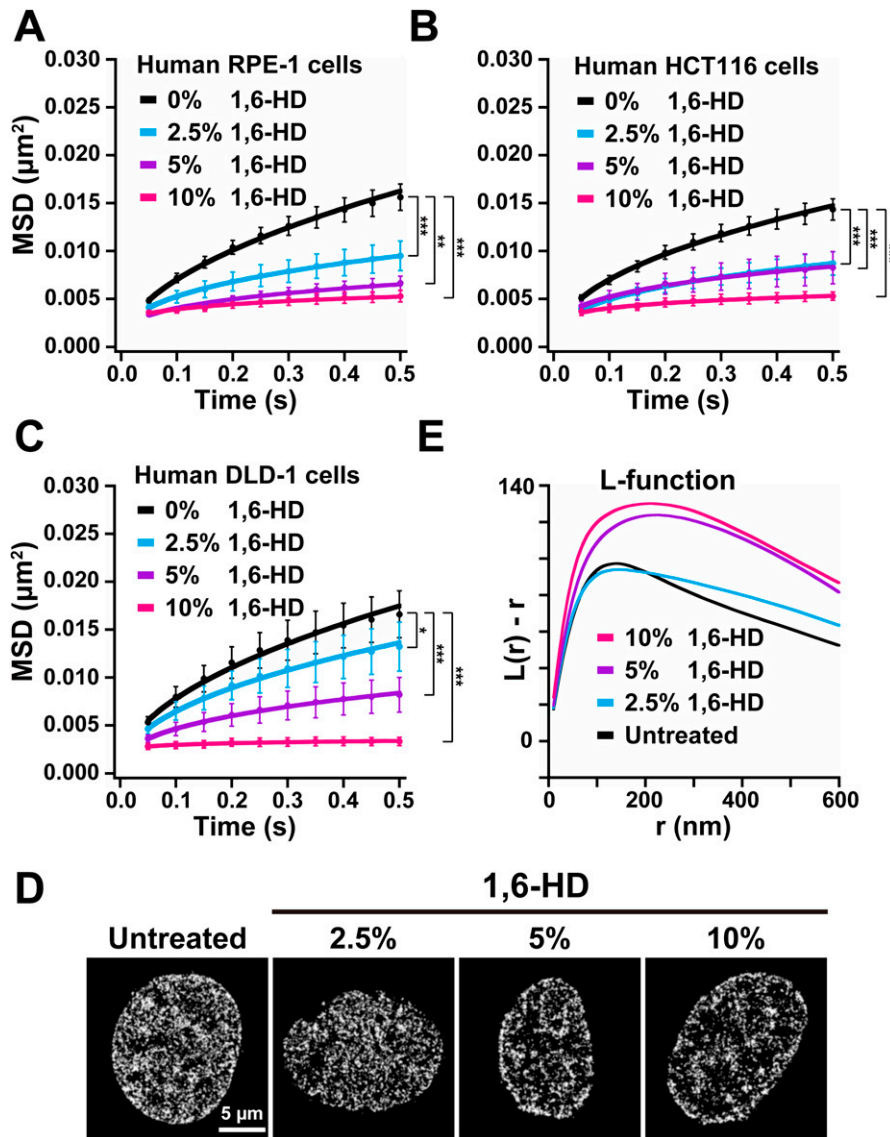 A
Human RPE-1 cells
0% 1,6-HD
2.5% 1,6-HD
5% 1,6-HD
10% 1,6-HD
MSD (µm²)
0.030
0.025
0.020
0.015
0.010
0.005
0.000
***
**
***
0.0 0.1 0.2 0.3 0.4 0.5
Time (s)
B
Human HCT116 cells
0% 1,6-HD
2.5% 1,6-HD
5% 1,6-HD
10% 1,6-HD
0.030
0.025
0.020
0.015
0.010
0.005
0.000
***
***
0.0 0.1 0.2 0.3 0.4 0.5
Time (s)
C
Human DLD-1 cells
0% 1,6-HD
2.5% 1,6-HD
5% 1,6-HD
10% 1,6-HD
MSD (µm²)
0.030
0.025
0.020
0.015
0.010
0.005
0.000
*
***
***
0.0 0.1 0.2 0.3 0.4 0.5
Time (s)
E
L-function
140
0
L(r) - r
10% 1,6-HD
5% 1,6-HD
2.5% 1,6-HD
Untreated
0 200 400 600
r (nm)
D
1,6-HD
Untreated 2.5% 5% 10%
5 µm